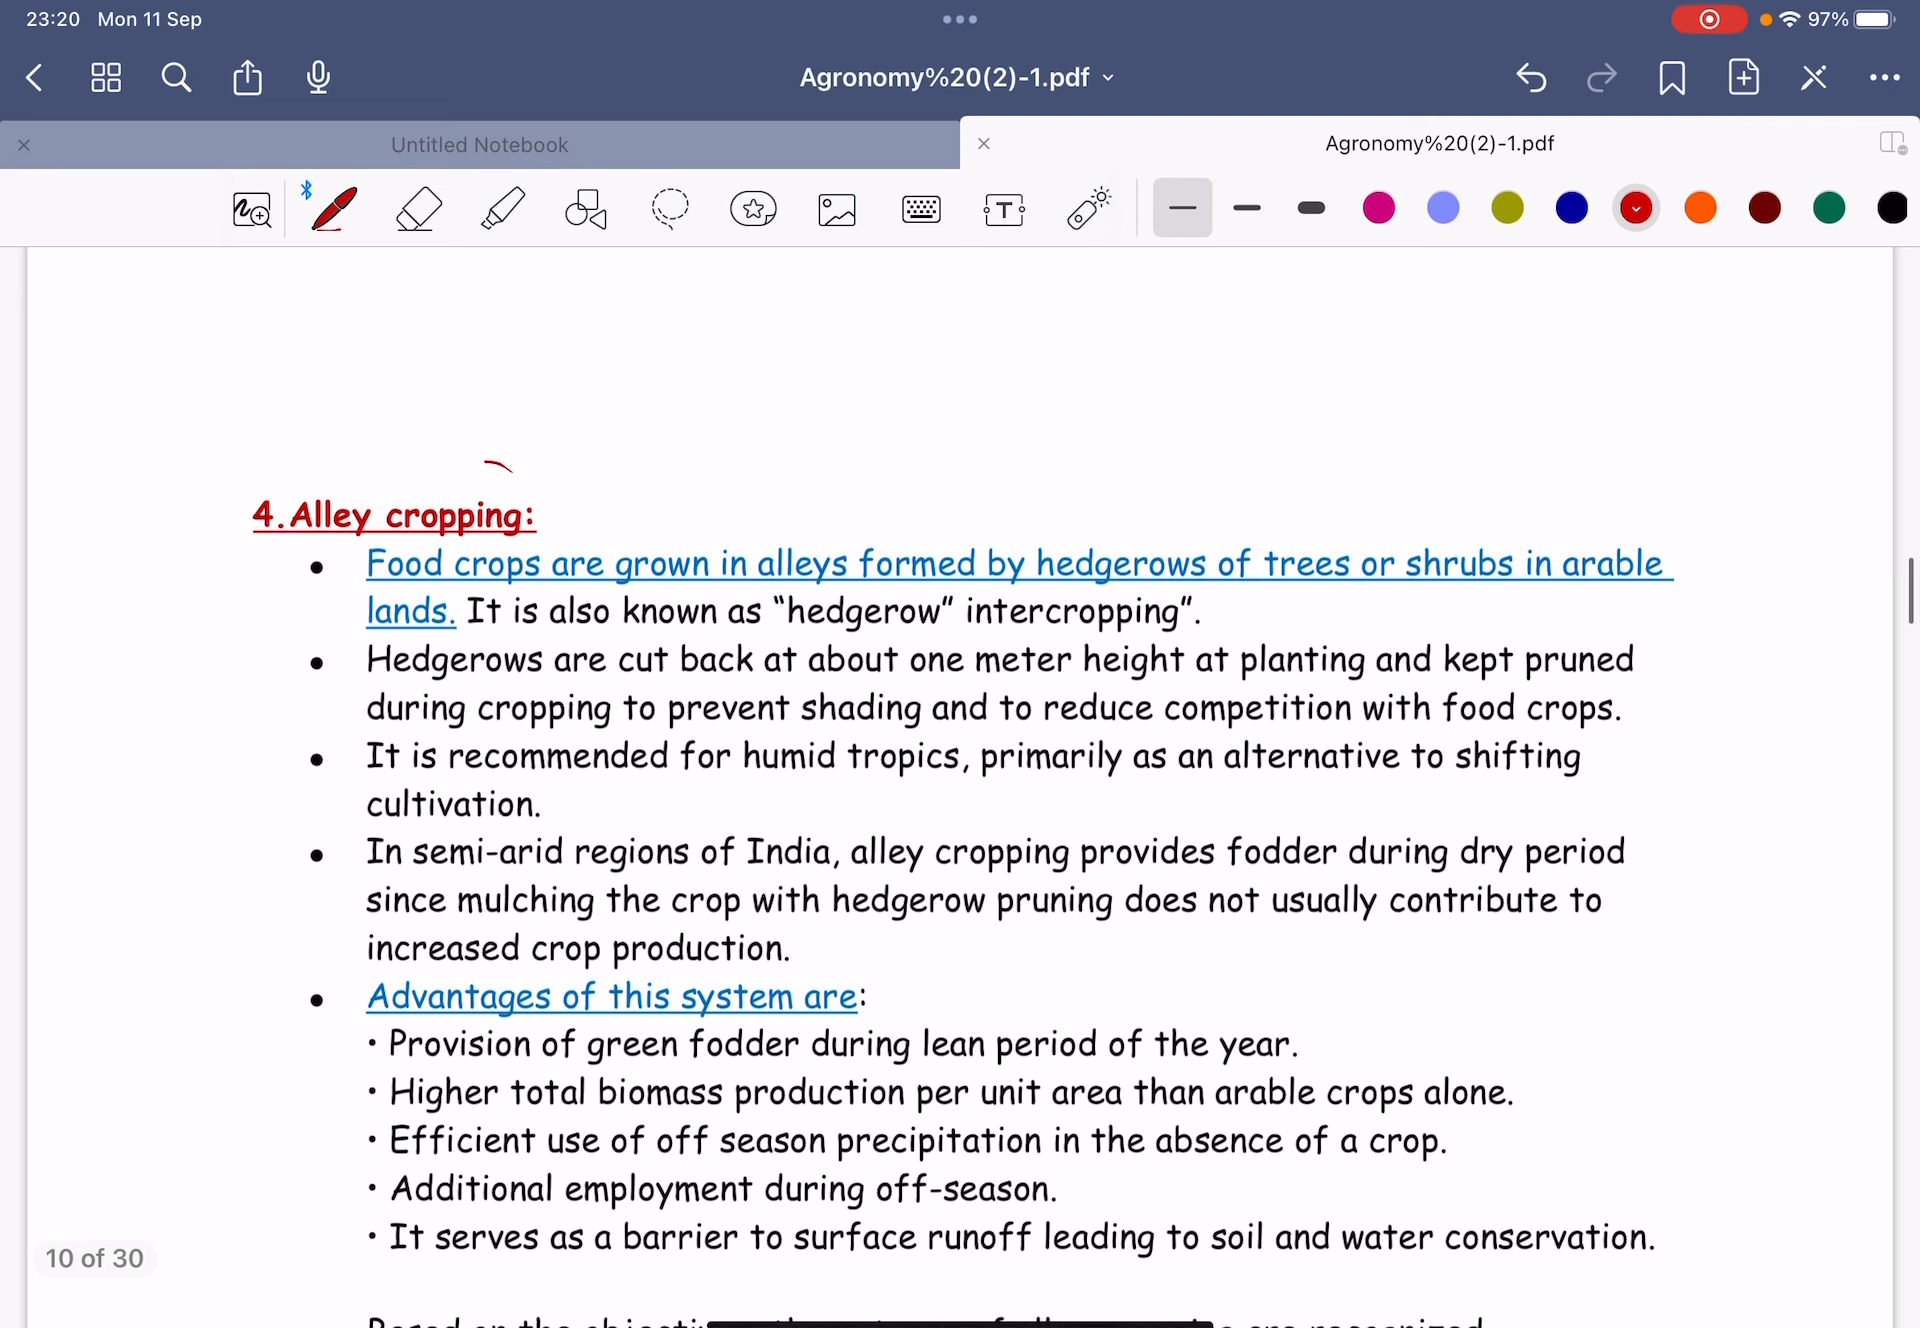 23:20 Mon 11 Sep
97%
Agronomy%20(2)-1.pdf
Untitled Notebook
Agronomy%20(2)-1.pdf
T
4.Alley cropping:
• Food crops are grown in alleys formed by hedgerows of trees or shrubs in arable
lands. It is also known as “hedgerow” intercropping”.
• Hedgerows are cut back at about one meter height at planting and kept pruned
during cropping to prevent shading and to reduce competition with food crops.
• It is recommended for humid tropics, primarily as an alternative to shifting
cultivation.
• In semi-arid regions of India, alley cropping provides fodder during dry period
since mulching the crop with hedgerow pruning does not usually contribute to
increased crop production.
• Advantages of this system are:
• Provision of green fodder during lean period of the year.
• Higher total biomass production per unit area than arable crops alone.
• Efficient use of off season precipitation in the absence of a crop.
• Additional employment during off-season.
• It serves as a barrier to surface runoff leading to soil and water conservation.
10 of 30